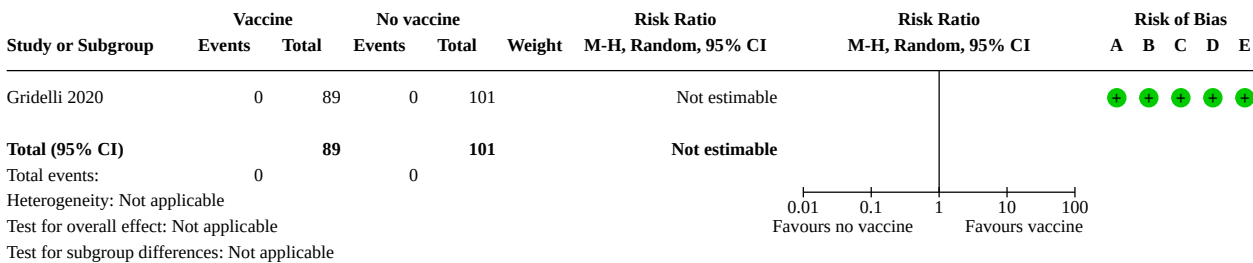 Vaccine No vaccine Risk Ratio Risk Ratio Risk of Bias
Study or Subgroup Events Total Events Total Weight M-H, Random, 95% CI M-H, Random, 95% CI A B C D E
Gridelli 2020 0 89 0 101 Not estimable + + + + +
Total (95% CI) 89 101 Not estimable
Total events: 0 0
Heterogeneity: Not applicable
0.01 0.1 1 10 100
Test for overall effect: Not applicable Favours no vaccine Favours vaccine
Test for subgroup differences: Not applicable